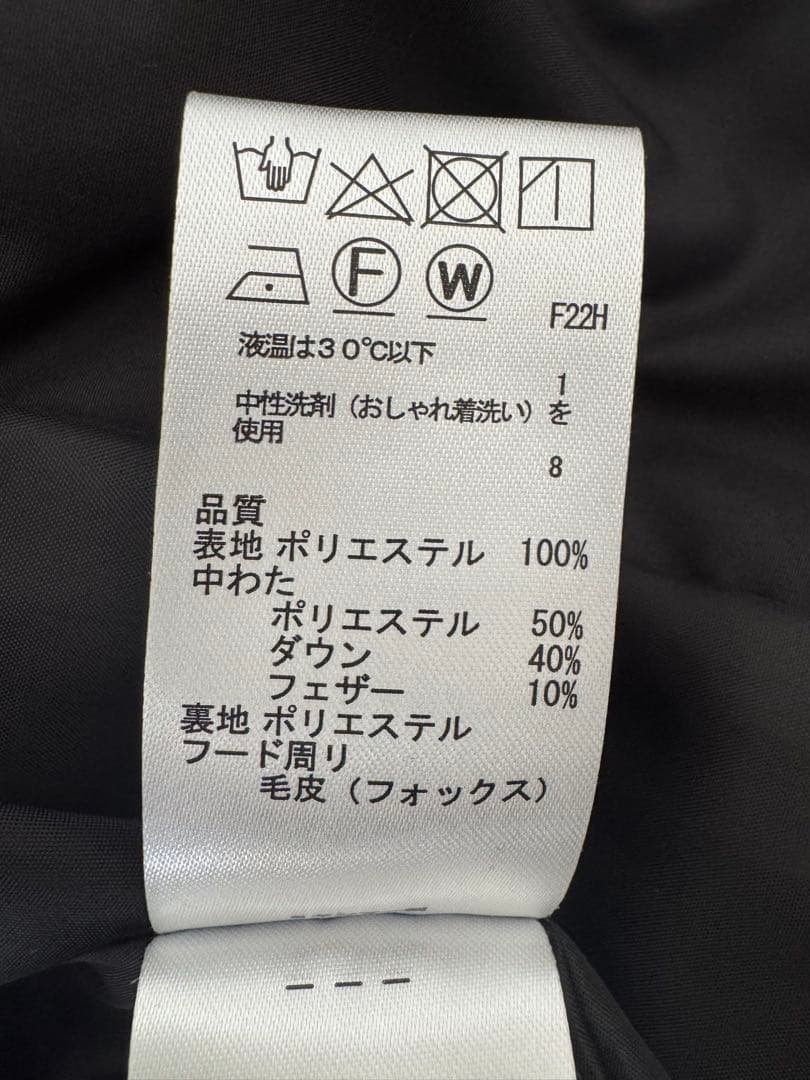 F W
F22H
液温は30℃以下
1
中性洗剤（おしゃれ着洗い）を
使用
8
品質
表地 ポリエステル 100%
中わた
ポリエステル 50%
ダウン 40%
フェザー 10%
裏地 ポリエステル
フード周り
毛皮（フォックス）
---